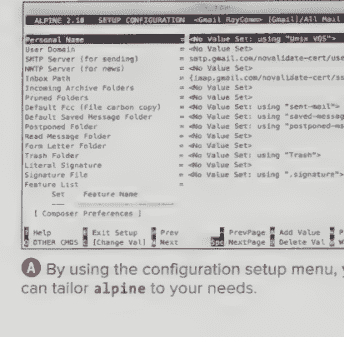 ALPINE 2.10 SETUP CONFIGURATION <Gmail RayComm> [Gmail]/All Mail
Personal Name = <No Value Set: using "Unix VQS">
User Domain = <No Value Set>
SMTP Server (for sending) = smtp.gmail.com/novalidate-cert/use
NNTP Server (for news) = <No Value Set>
Inbox Path = {imap.gmail.com/novalidate-cert/ss
Incoming Archive Folders = <No Value Set>
Pruned Folders = <No Value Set>
Default Fcc (File carbon copy) = <No Value Set: using "sent-mail">
Default Saved Message Folder = <No Value Set: using "saved-messag
Postponed Folder = <No Value Set: using "postponed-ms
Read Message Folder = <No Value Set>
Form Letter Folder = <No Value Set>
Trash Folder = <No Value Set: using "Trash">
Literal Signature = <No Value Set>
Signature File = <No Value Set: using ".signature">
Feature List =
Set Feature Name
[ Composer Preferences ]
? Help E Exit Setup P Prev - PrevPage A Add Value
O OTHER CMDS C [Change Val] N Next Spc NextPage D Delete Val W
A By using the configuration setup menu, y
can tailor alpine to your needs.